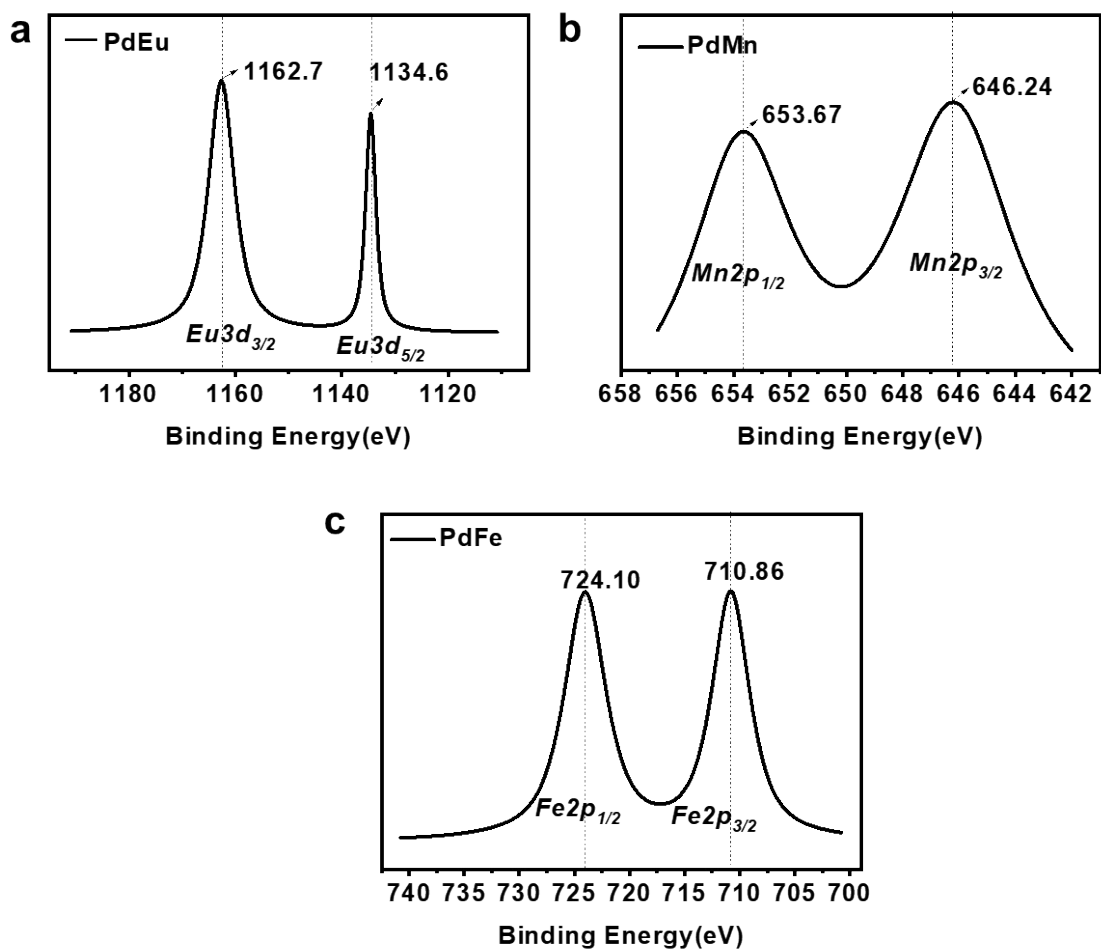 a
PdEu
1162.7
1134.6
Eu3d3/2
Eu3d5/2
1180 1160 1140 1120
Binding Energy(eV)
b
PdMn
653.67
646.24
Mn2p1/2
Mn2p3/2
658 656 654 652 650 648 646 644 642
Binding Energy(eV)
c
PdFe
724.10
710.86
Fe2p1/2
Fe2p3/2
740 735 730 725 720 715 710 705 700
Binding Energy(eV)